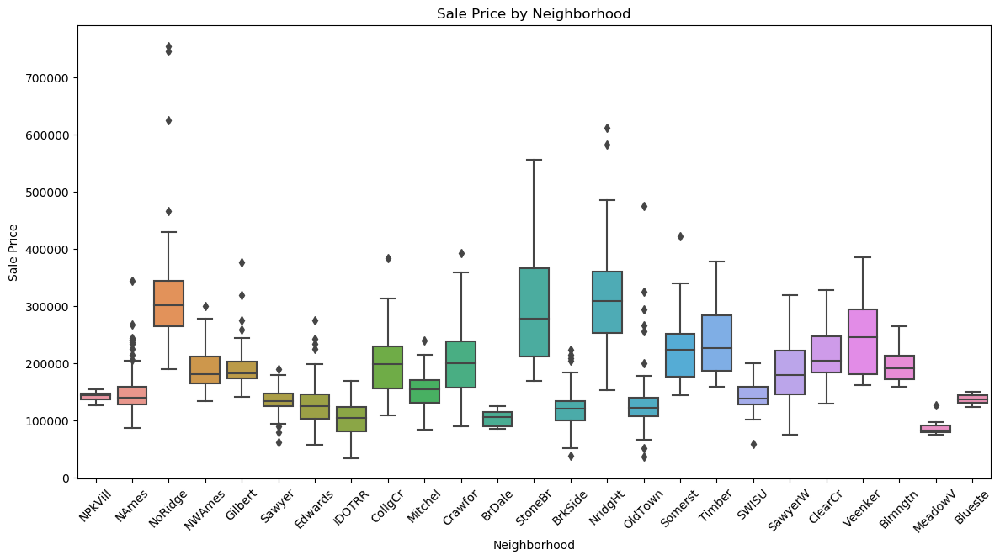 Sale Price by Neighborhood
Sale Price
700000
600000
500000
400000
300000
200000
100000
0
NPkVill
NAmes
NoRidge
NWAmes
Gilbert
Sawyer
Edwards
IDOTRR
CollgCr
Mitchel
Crawfor
BrDale
StoneBr
BrkSide
NridgHt
OldTown
Somerst
Timber
SWISU
SawyerW
ClearCr
Veenker
Blmngtn
MeadowV
Blueste
Neighborhood